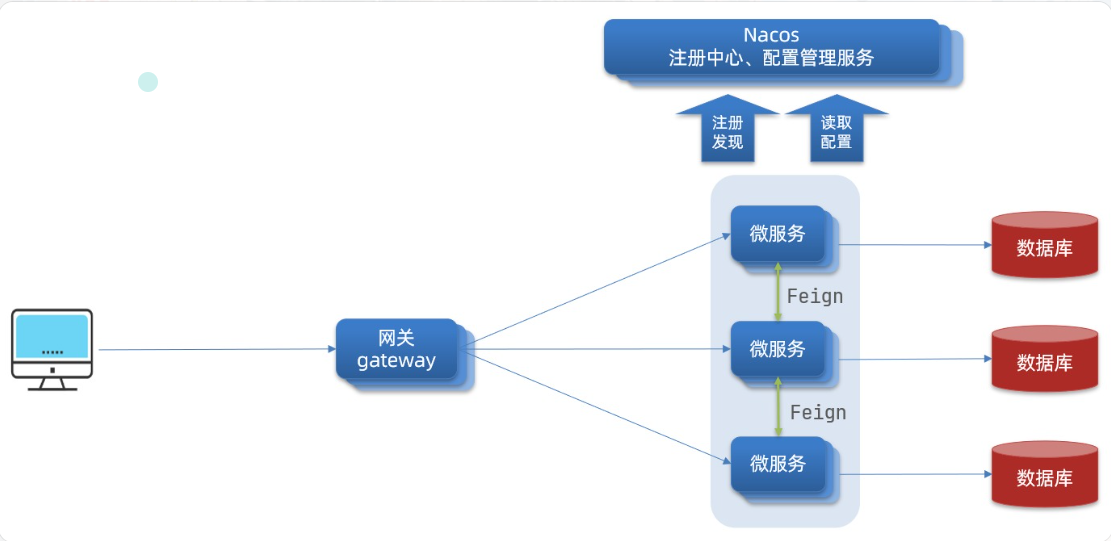 Nacos
注册中心、配置管理服务
注册
发现
读取
配置
微服务
数据库
Feign
网关
gateway
微服务
数据库
Feign
微服务
数据库